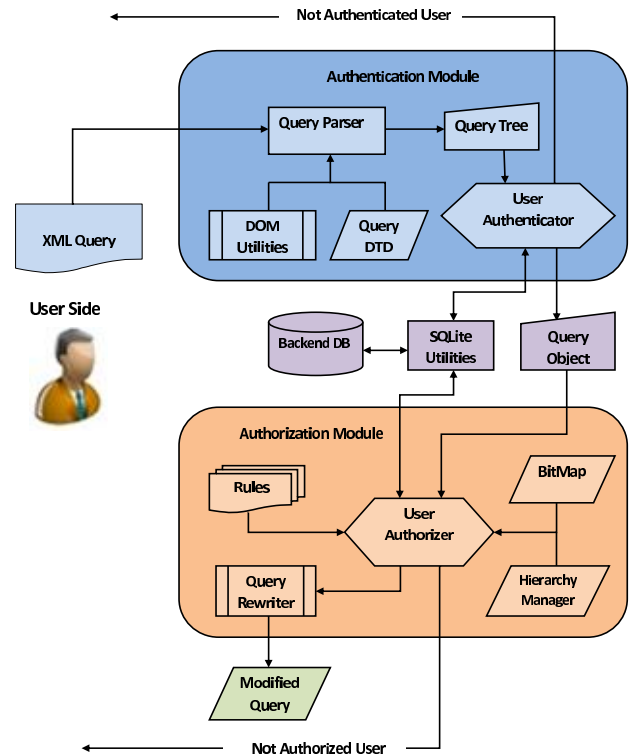 Not Authenticated User
Authentication Module
Query Parser
Query Tree
User
Authenticator
XML Query
DOM
Utilities
Query
DTD
User Side
Backend DB
SQLite
Utilities
Query
Object
Authorization Module
BitMap
Rules
User
Authorizer
Query
Rewriter
Hierarchy
Manager
Modified
Query
Not Authorized User